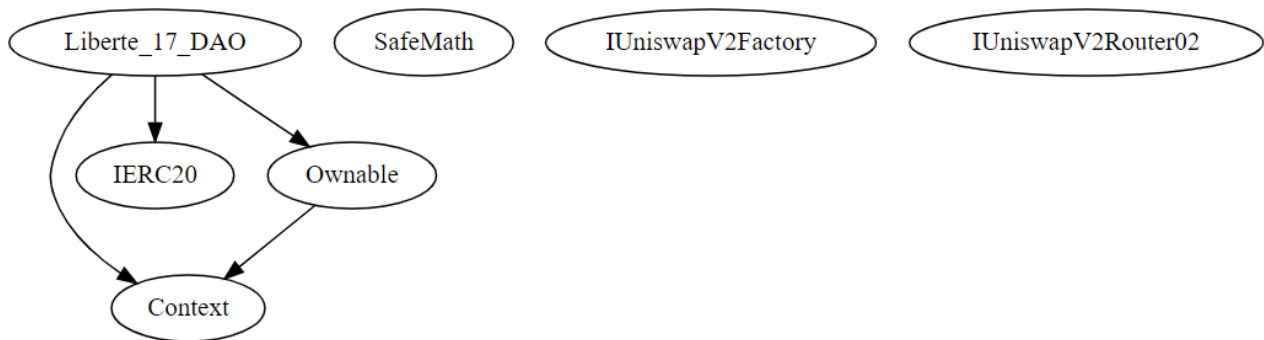 Liberte_17_DAO
SafeMath
IUniswapV2Factory
IUniswapV2Router02
IERC20
Ownable
Context